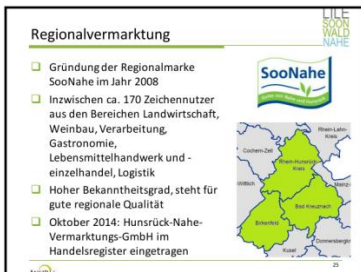 Regionalvermarktung
LILE
SOON
WALD
NAHE
Gründung der Regionalmarke
SooNahe im Jahr 2008
Inzwischen ca. 170 Zeichennutzer
aus den Bereichen Landwirtschaft,
Weinbau, Verarbeitung,
Gastronomie,
Lebensmittelhandwerk und -
einzelhandel, Logistik
Hoher Bekanntheitsgrad, steht für
gute regionale Qualität
Oktober 2014: Hunsrück-Nahe-
Vermarktungs-GmbH im
Handelsregister eingetragen
SooNahe
Rhein-Lahn-
Kreis
Cochem-Zell
Rhein-Hunsrück-
Kreis
Wittlich
Mainz-
Bad Kreuznach
Birkenfeld
Donnersbergkr
Kusel
25